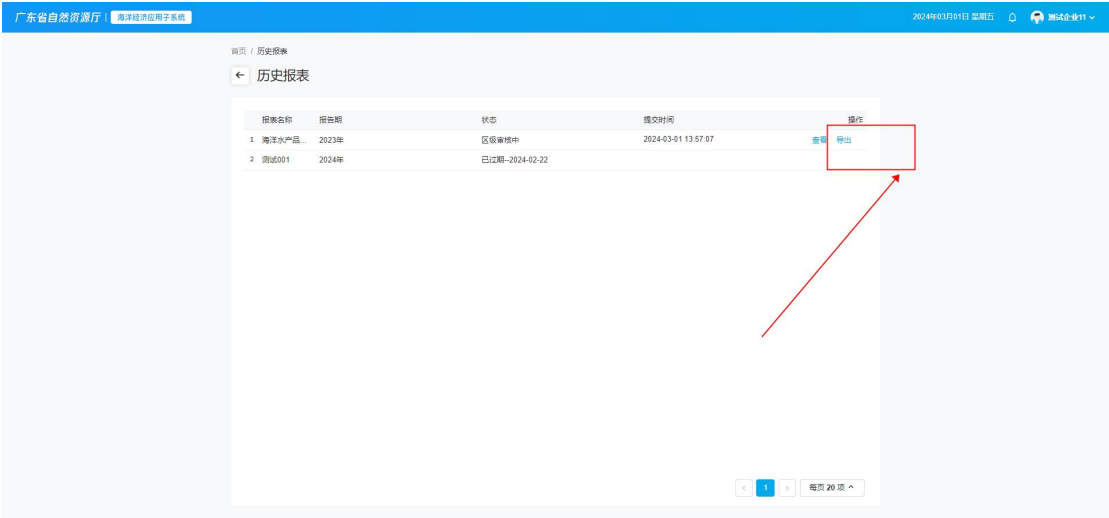 广东省自然资源厅 | 海洋经济应用子系统 2024年03月01日 星期五 测试企业11
首页 / 历史报表
← 历史报表
报表名称 报告期 状态 提交时间 操作
1 海洋水产品... 2023年 区级审核中 2024-03-01 13:57:07 查看 导出
2 测试001 2024年 已过期--2024-02-22
< 1 > 每页 20 项